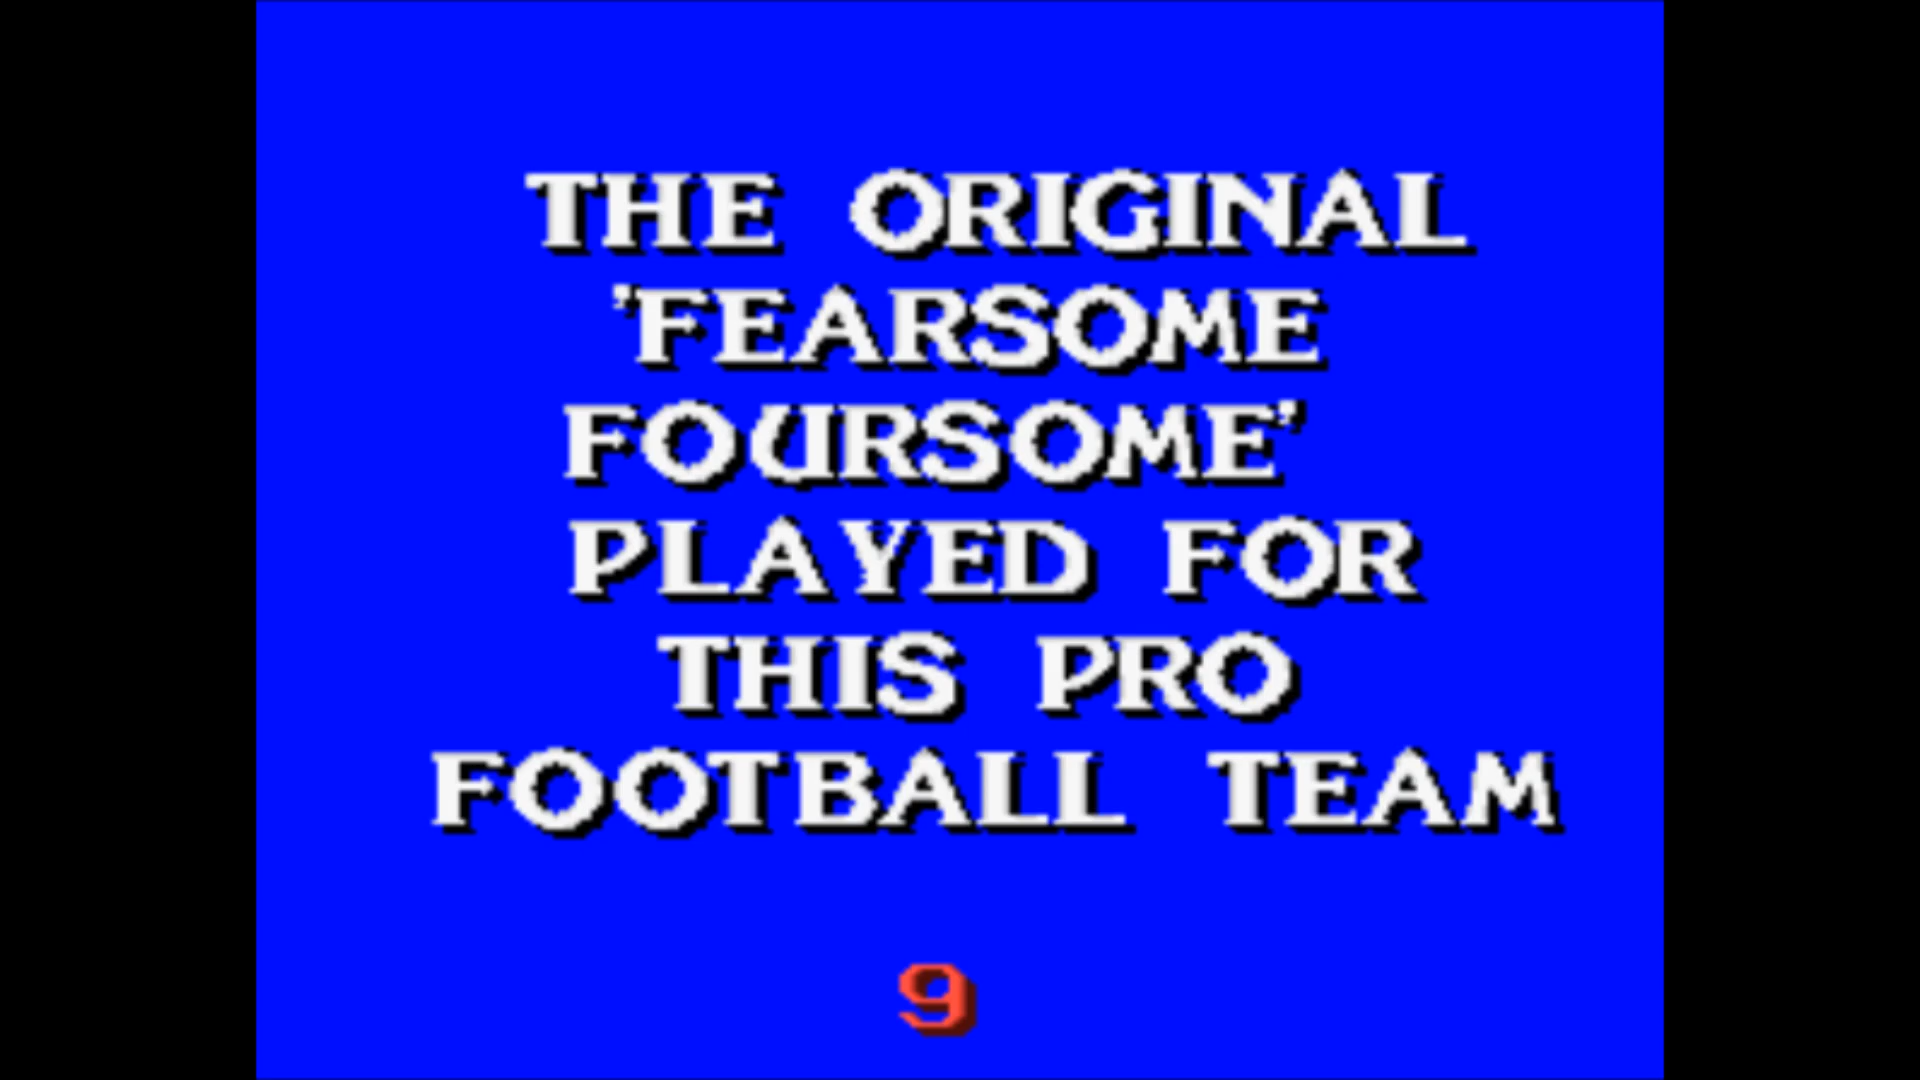 THE ORIGINAL
'FEARSOME
FOURSOME'
PLAYED FOR
THIS PRO
FOOTBALL TEAM
9